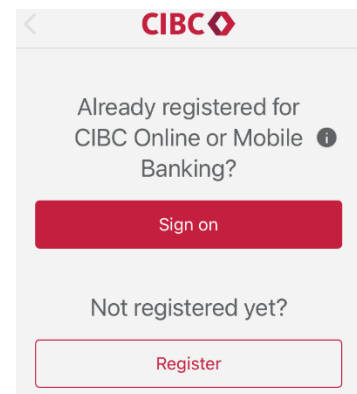 CIBC
Already registered for
CIBC Online or Mobile
Banking?
Sign on
Not registered yet?
Register